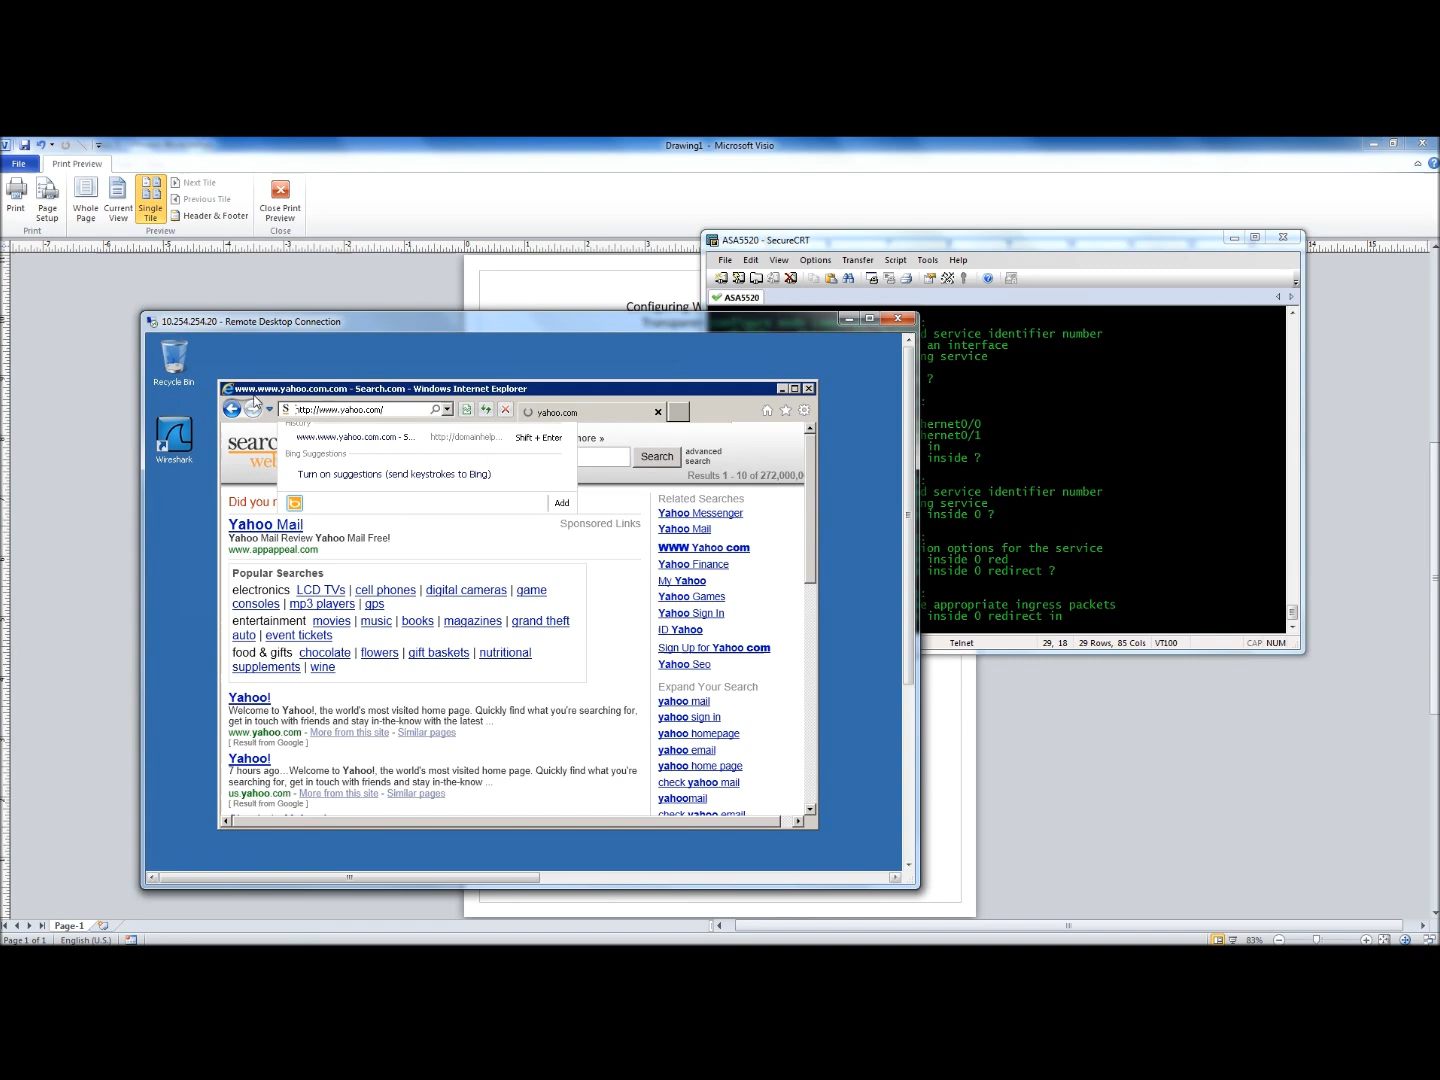 Drawing1 - Microsoft Visio
File
Print Preview
Print
Page Setup
Whole Page
Current View
Single Tile
Next Tile
Previous Tile
Header & Footer
Close Print Preview
Print
Preview
Close
Configuring W
ASA5520 - SecureCRT
File Edit View Options Transfer Script Tools Help
ASA5520
d service identifier number
an interface
ng service
?
:
hernet0/0
hernet0/1
in
inside ?
:
d service identifier number
ng service
inside 0 ?
:
ion options for the service
inside 0 red
inside 0 redirect ?
:
e appropriate ingress packets
inside 0 redirect in
Telnet
29, 18
29 Rows, 85 Cols
VT100
CAP NUM
10.254.254.20 - Remote Desktop Connection
Recycle Bin
Wireshark
www.www.yahoo.com.com - Search.com - Windows Internet Explorer
http://www.yahoo.com/
yahoo.com
History
www.www.yahoo.com.com - S... http://domainhelp... Shift + Enter
Bing Suggestions
Turn on suggestions (send keystrokes to Bing)
Add
searc
web
more »
Search
advanced search
Results 1 - 10 of 272,000,0
Did you
Yahoo Mail
Sponsored Links
Yahoo Mail Review Yahoo Mail Free!
www.appappeal.com
Popular Searches
electronics LCD TVs | cell phones | digital cameras | game
consoles | mp3 players | gps
entertainment movies | music | books | magazines | grand theft
auto | event tickets
food & gifts chocolate | flowers | gift baskets | nutritional
supplements | wine
Yahoo!
Welcome to Yahoo!, the world's most visited home page. Quickly find what you're searching for,
get in touch with friends and stay in-the-know with the latest ...
www.yahoo.com - More from this site - Similar pages
[ Result from Google ]
Yahoo!
7 hours ago...Welcome to Yahoo!, the world's most visited home page. Quickly find what you're
searching for, get in touch with friends and stay in-the-know ...
us.yahoo.com - More from this site - Similar pages
[ Result from Google ]
Related Searches
Yahoo Messenger
Yahoo Mail
WWW Yahoo com
Yahoo Finance
My Yahoo
Yahoo Games
Yahoo Sign In
ID Yahoo
Sign Up for Yahoo com
Yahoo Seo
Expand Your Search
yahoo mail
yahoo sign in
yahoo homepage
yahoo email
yahoo home page
check yahoo mail
yahoomail
check yahoo email
Page-1
Page 1 of 1
English (U.S.)
83%